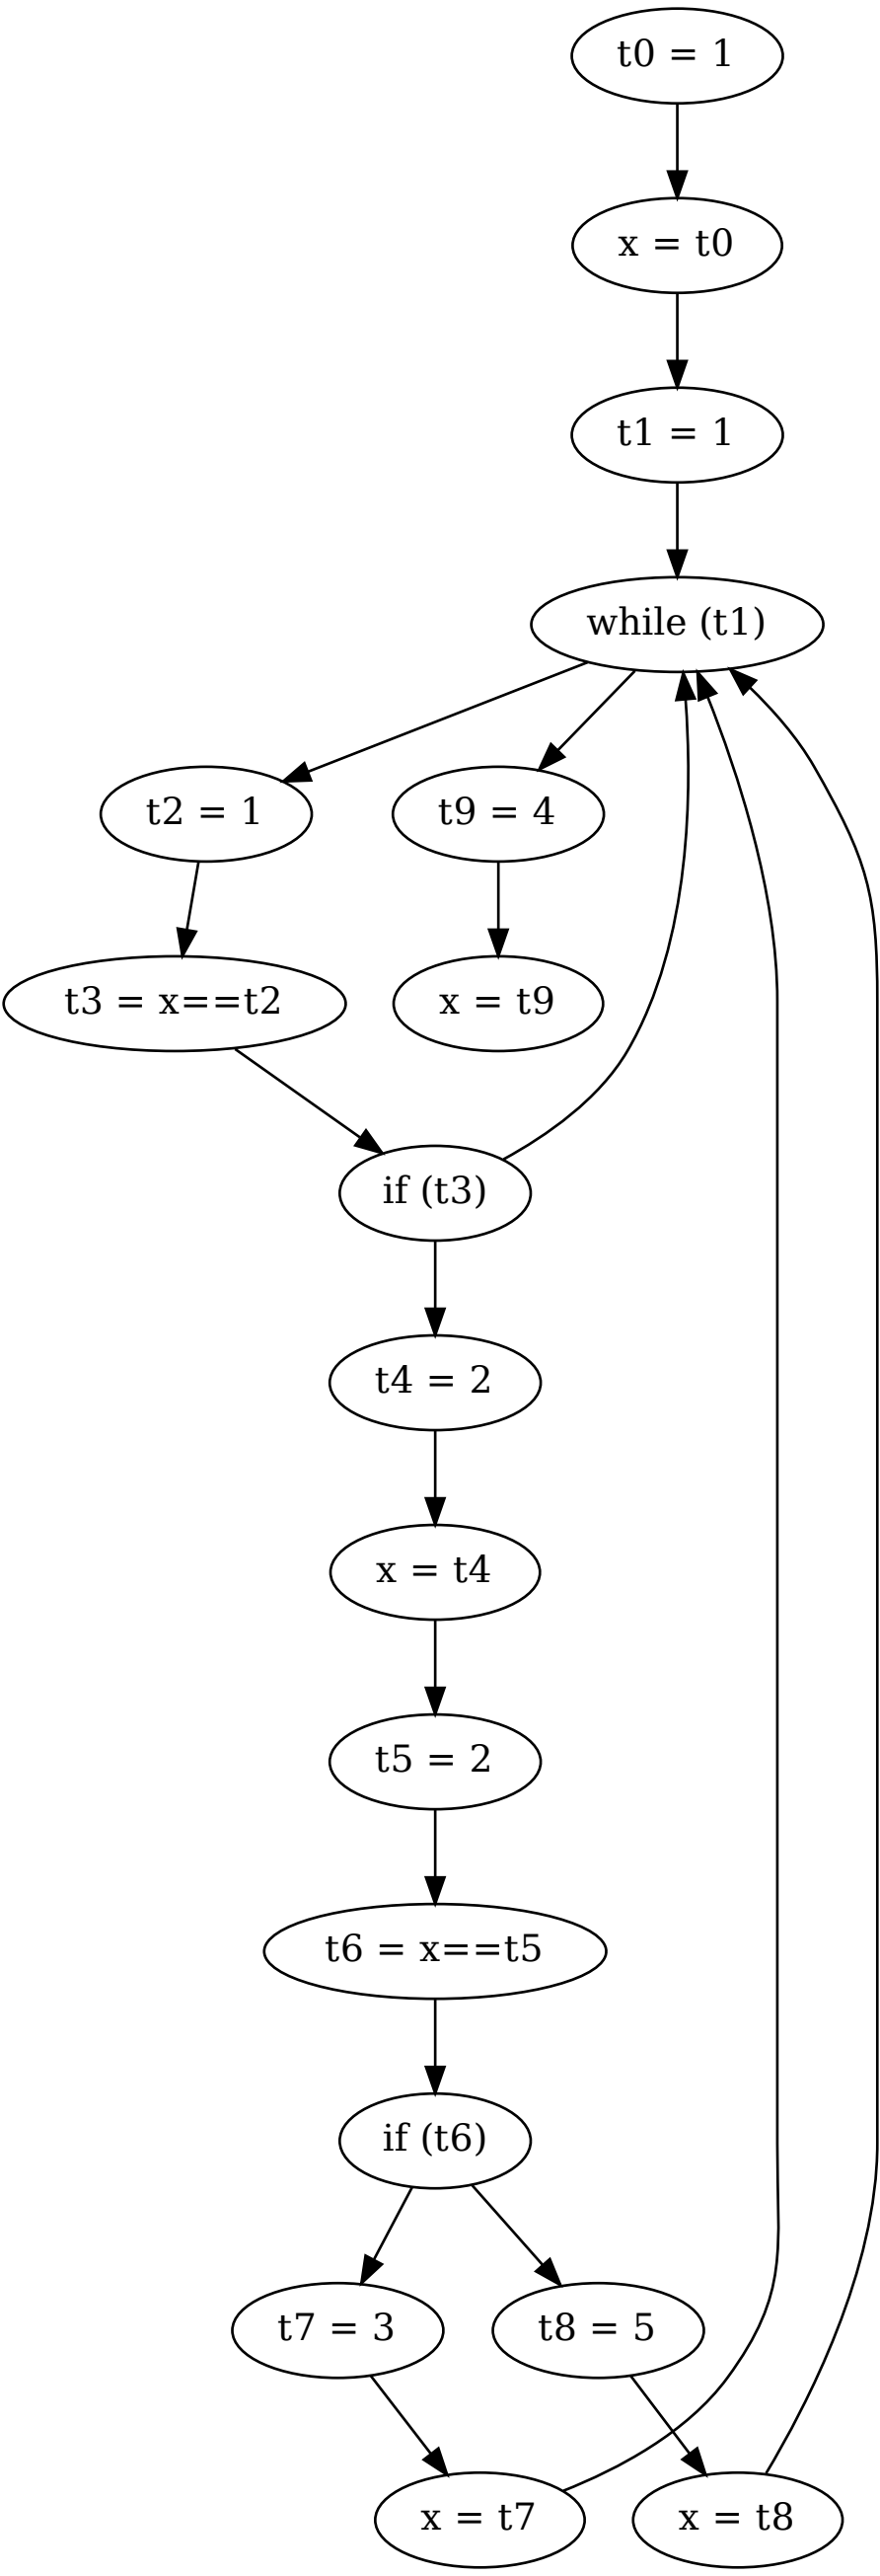 t0 = 1
x = t0
t1 = 1
while (t1)
t2 = 1
t9 = 4
t3 = x==t2
x = t9
if (t3)
t4 = 2
x = t4
t5 = 2
t6 = x==t5
if (t6)
t7 = 3
t8 = 5
x = t7
x = t8